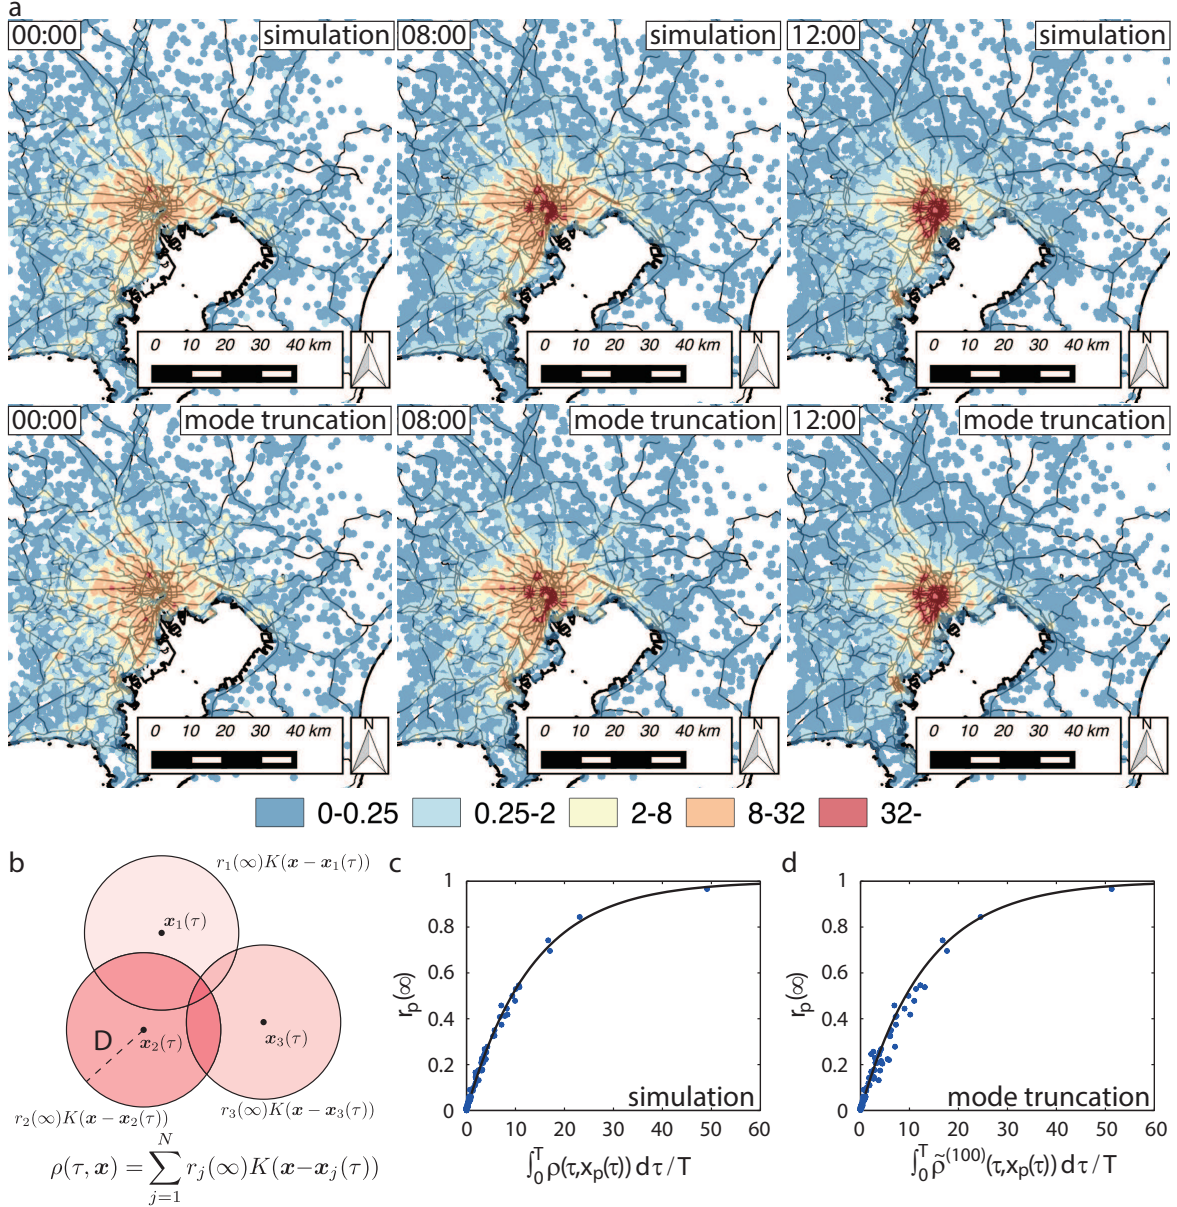 a
00:00 simulation 08:00 simulation 12:00 simulation
N N N
0 10 20 30 40 km 0 10 20 30 40 km 0 10 20 30 40 km
00:00 mode truncation 08:00 mode truncation 12:00 mode truncation
N N N
0 10 20 30 40 km 0 10 20 30 40 km 0 10 20 30 40 km
0-0.25 0.25-2 2-8 8-32 32-
b
r₁(∞)K(x − x₁(τ))
x₁(τ)
D
x₂(τ)
x₃(τ)
r₂(∞)K(x − x₂(τ))
r₃(∞)K(x − x₃(τ))
ρ(τ, x) = ∑_{j=1}^{N} r_j(∞)K(x−x_j(τ))
c
1
0.8
0.6
0.4
0.2
0
r_p(∞)
simulation
0 10 20 30 40 50 60
∫₀ᵀ ρ(τ,x_p(τ)) dτ/T
d
1
0.8
0.6
0.4
0.2
0
r_p(∞)
mode truncation
0 10 20 30 40 50 60
∫₀ᵀ ρ̃⁽¹⁰⁰⁾(τ,x_p(τ)) dτ/T